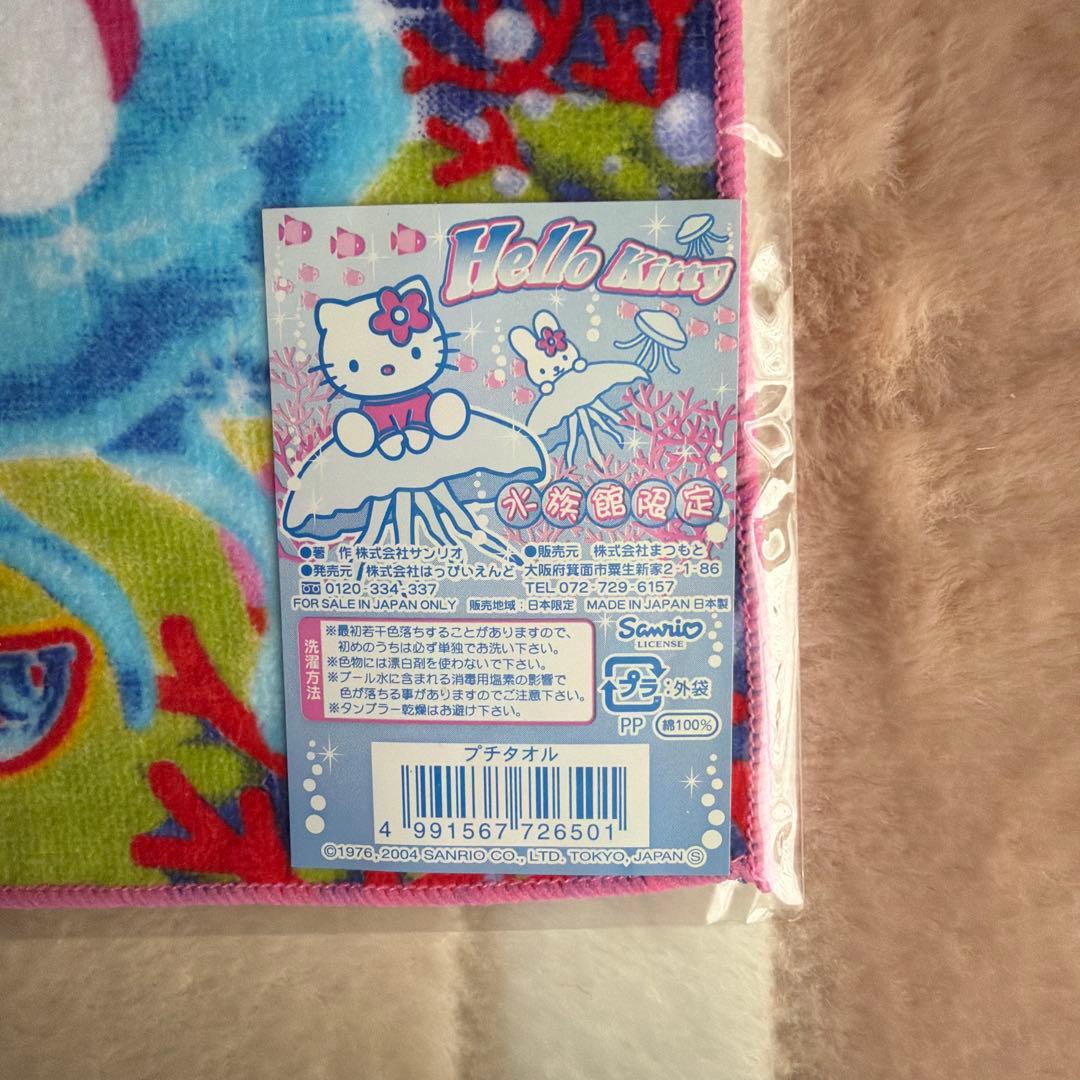 Hello Kitty
水族館限定
●著 作 株式会社サンリオ
●発売元/株式会社はっぴいえんど
0120-334-337
●販売元 株式会社まつもと
大阪府箕面市粟生新家2-1-86
TEL 072-729-6157
FOR SALE IN JAPAN ONLY 販売地域:日本限定 MADE IN JAPAN 日本製
洗濯方法
※最初若干色落ちすることがありますので、
初めのうちは必ず単独でお洗い下さい。
※色物には漂白剤を使わないで下さい。
※プール水に含まれる消毒用塩素の影響で
色が落ちる事がありますのでご注意下さい。
※タンブラー乾燥はお避け下さい。
Sanrio
LICENSE
プラ:外袋
PP 綿100%
プチタオル
4 991567 726501
©1976, 2004 SANRIO CO., LTD. TOKYO, JAPAN Ⓢ